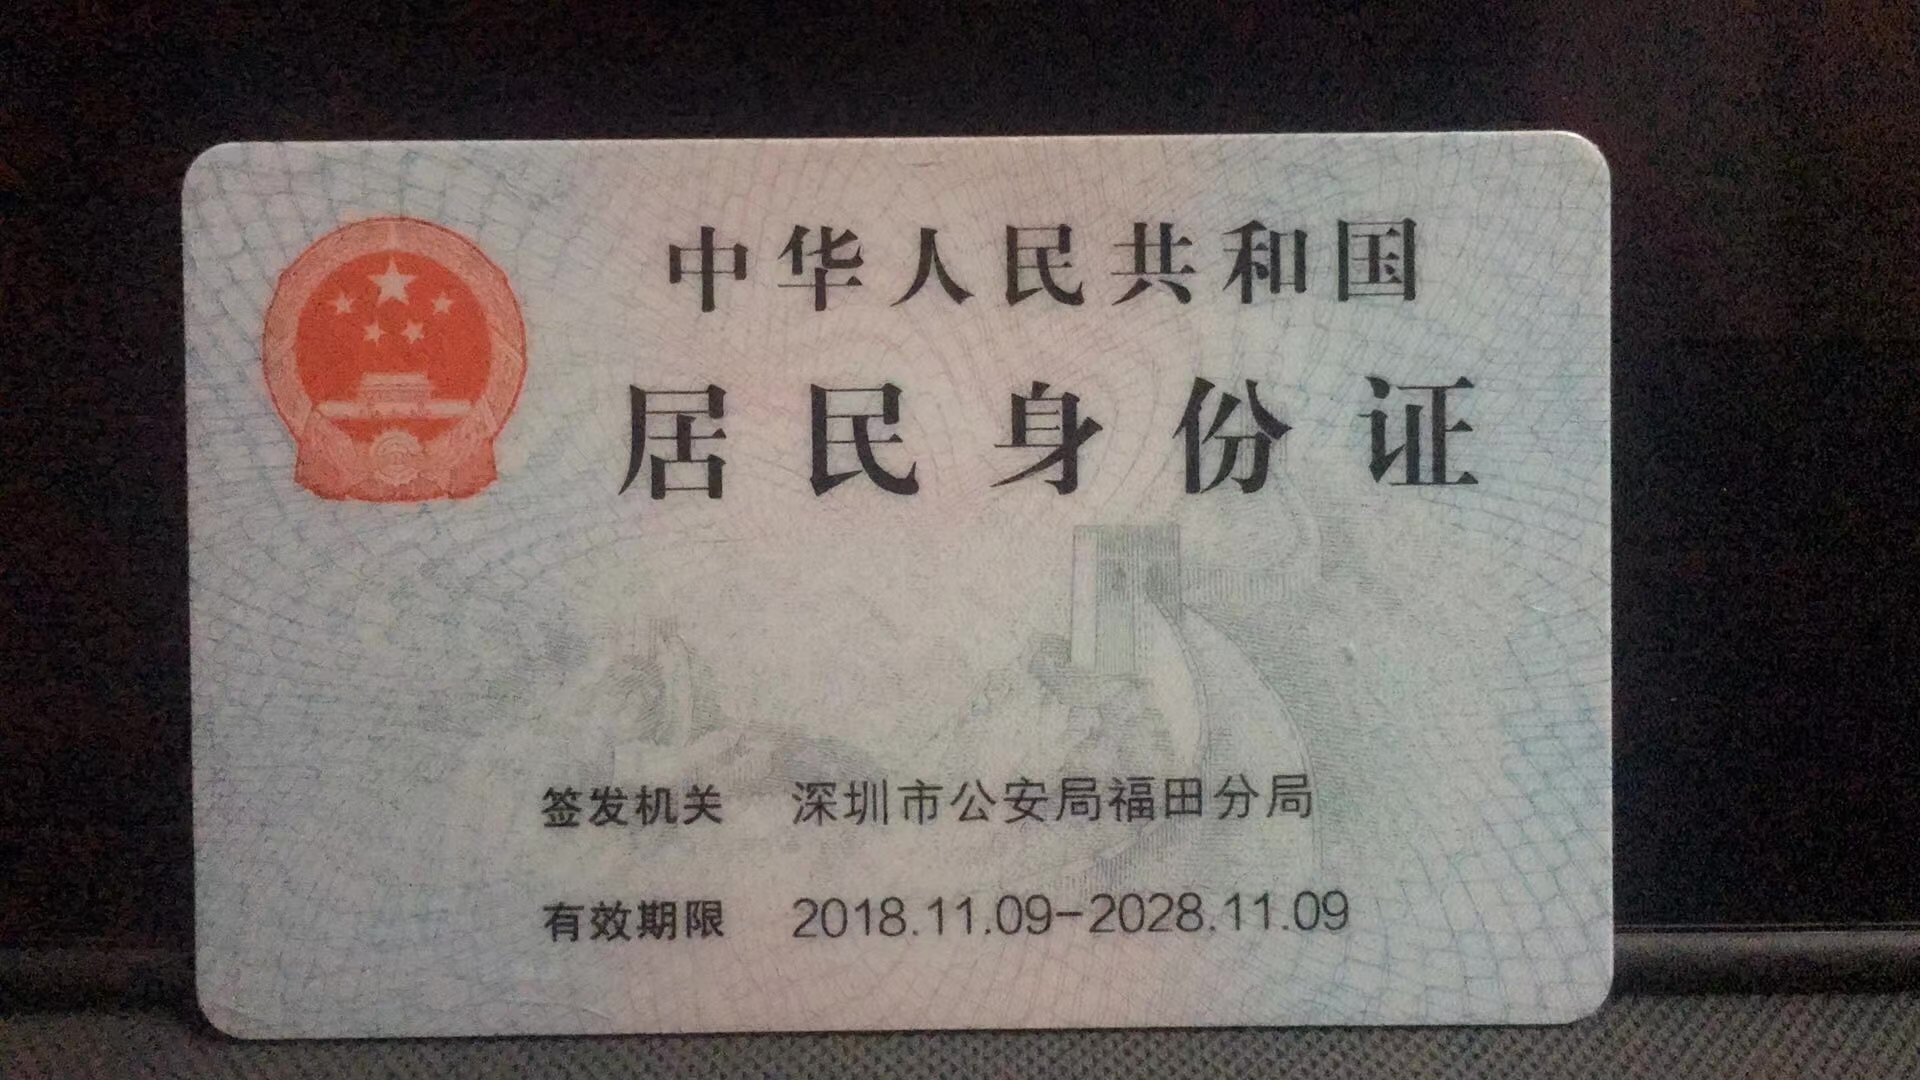 中华人民共和国
居民身份证
签发机关 深圳市公安局福田分局
有效期限 2018.11.09-2028.11.09